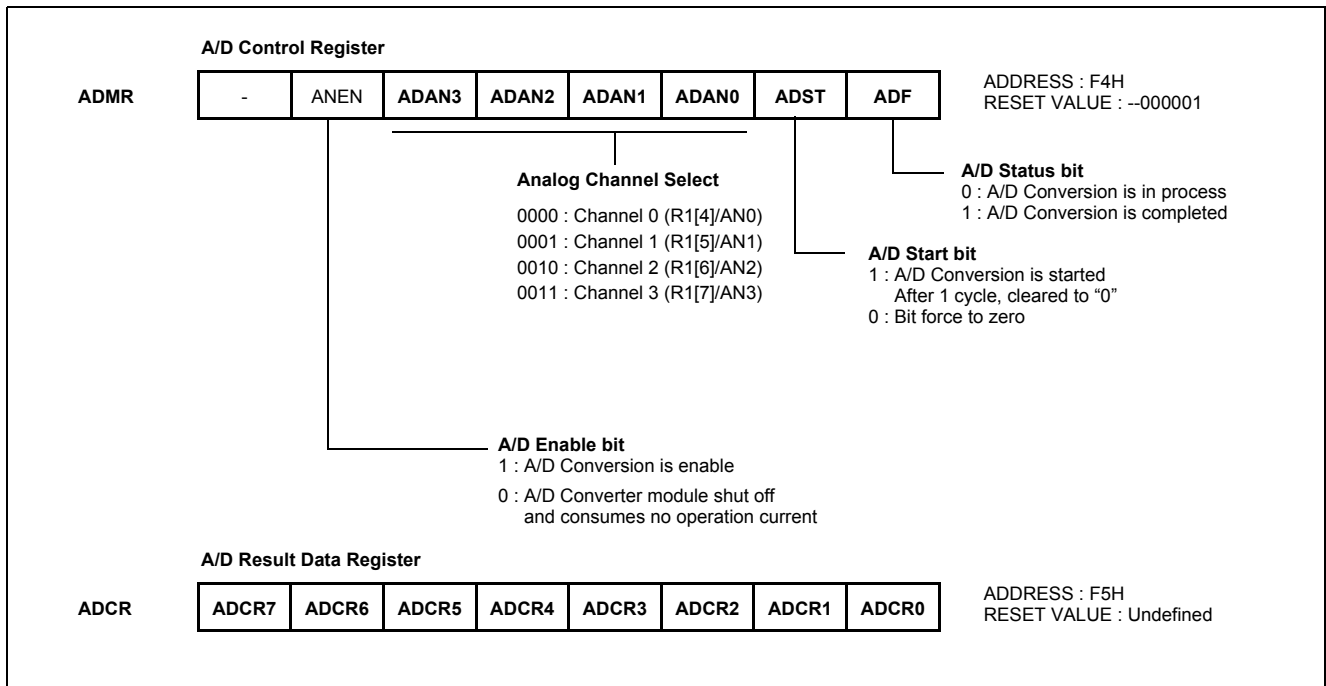 A/D Control Register
ADMR - ANEN ADAN3 ADAN2 ADAN1 ADAN0 ADST ADF
ADDRESS : F4H
RESET VALUE : --000001
A/D Status bit
0 : A/D Conversion is in process
1 : A/D Conversion is completed
Analog Channel Select
0000 : Channel 0 (R1[4]/AN0)
0001 : Channel 1 (R1[5]/AN1)
0010 : Channel 2 (R1[6]/AN2)
0011 : Channel 3 (R1[7]/AN3)
A/D Start bit
1 : A/D Conversion is started
After 1 cycle, cleared to “0”
0 : Bit force to zero
A/D Enable bit
1 : A/D Conversion is enable
0 : A/D Converter module shut off
and consumes no operation current
A/D Result Data Register
ADCR ADCR7 ADCR6 ADCR5 ADCR4 ADCR3 ADCR2 ADCR1 ADCR0
ADDRESS : F5H
RESET VALUE : Undefined